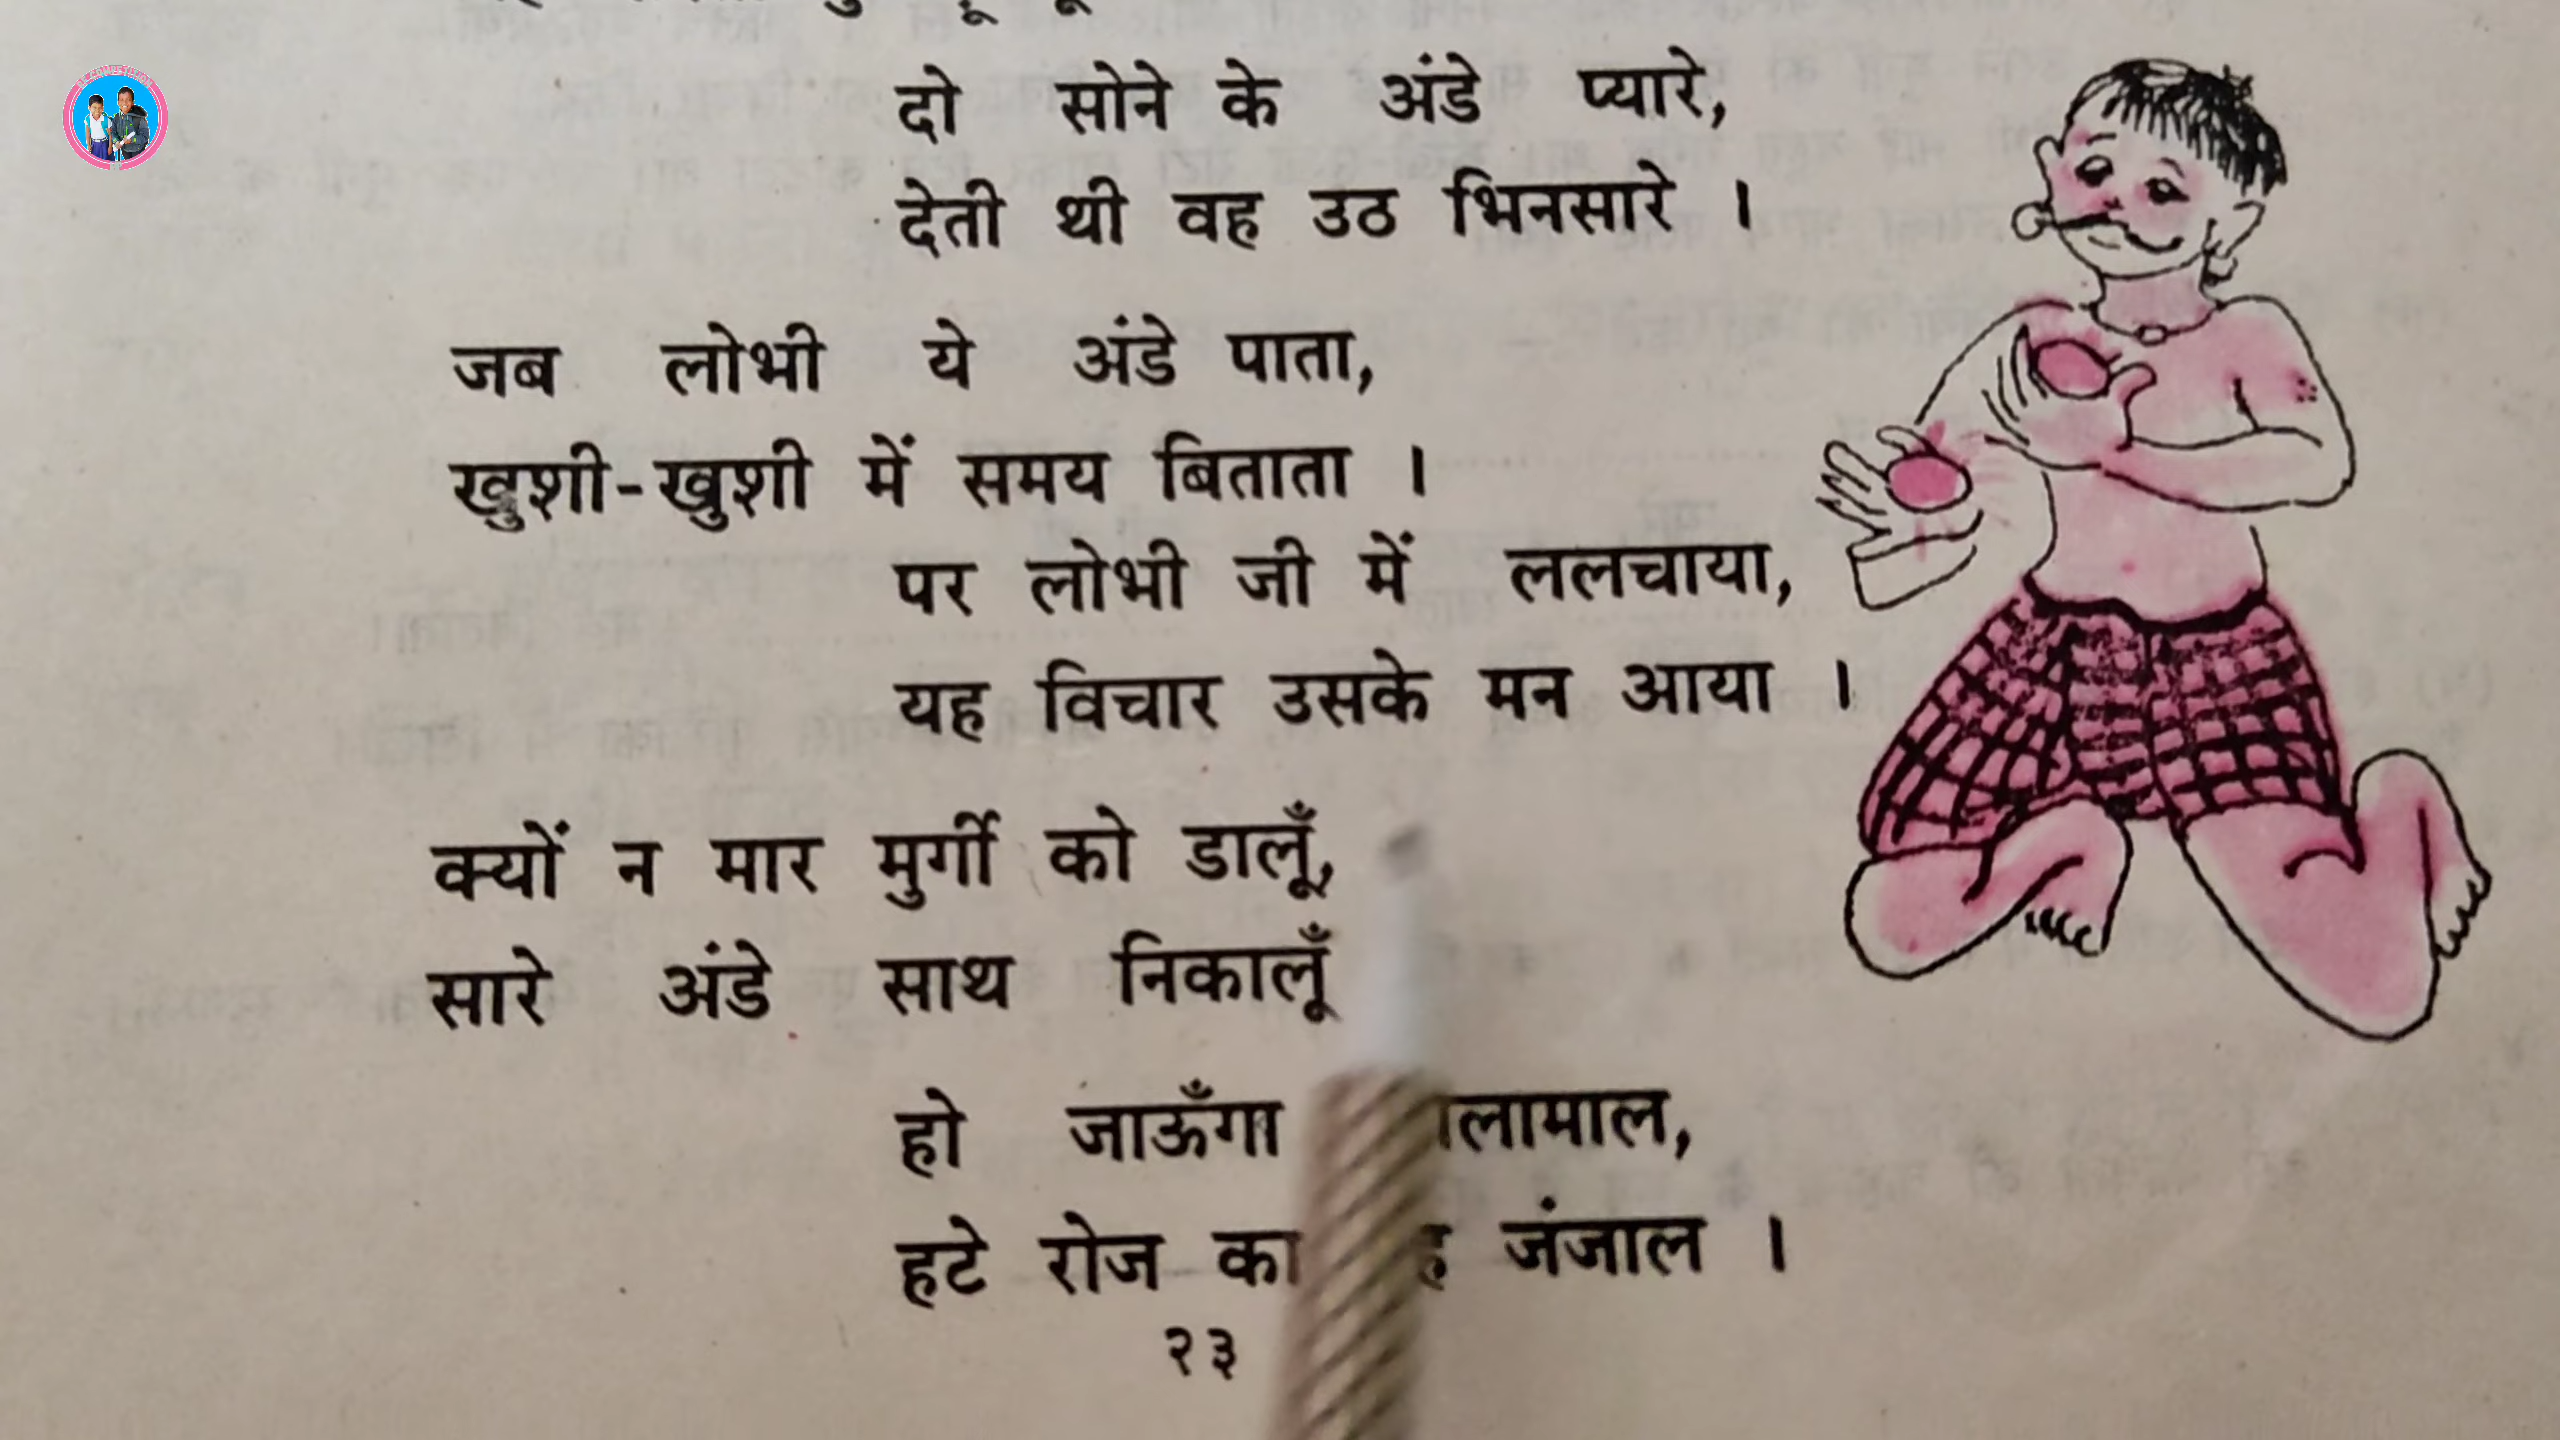 दो सोने के अंडे प्यारे,
देती थी वह उठ भिनसारे ।
जब लोभी ये अंडे पाता,
खुशी-खुशी में समय बिताता ।
पर लोभी जी में ललचाया,
यह विचार उसके मन आया ।
क्यों न मार मुर्गी को डालूँ,
सारे अंडे साथ निकालूँ
हो जाऊँगा
हटे रोज का जंजाल ।
२३